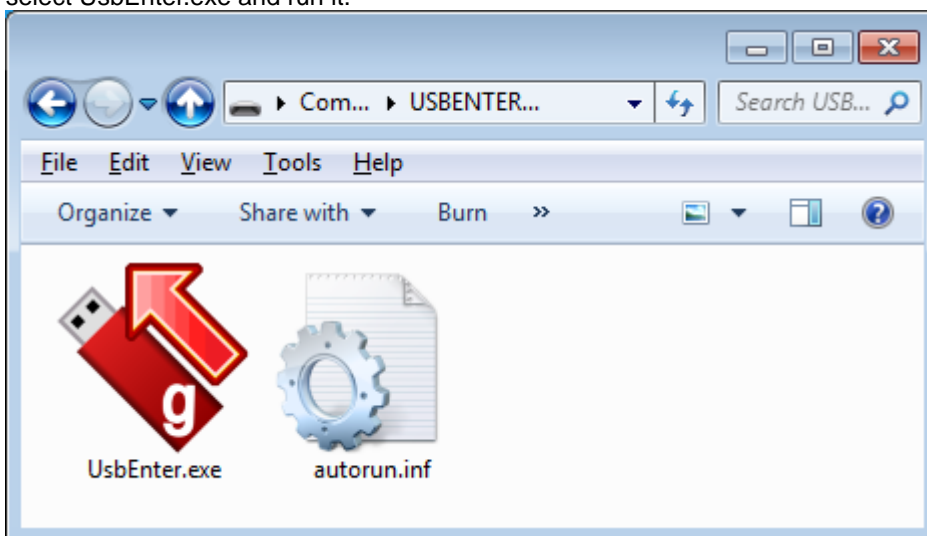 select UsbEnter.exe and run it.
Com... USBENTER... Search USB...
File Edit View Tools Help
Organize Share with Burn »
g
UsbEnter.exe autorun.inf